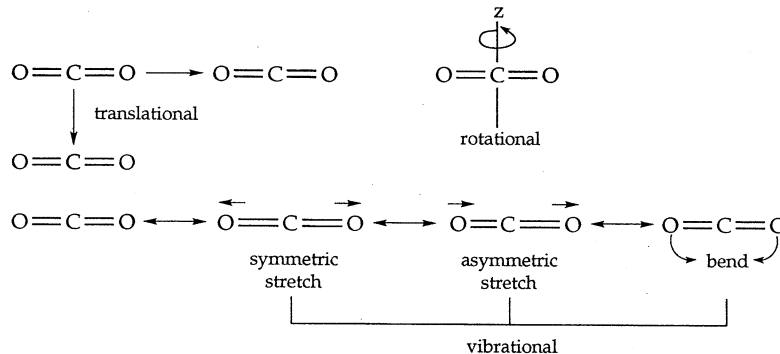 z
O=C=O → O=C=O O=C=O
translational
rotational
O=C=O
O=C=O ↔ O=C=O ↔ O=C=O ↔ O=C=C
symmetric stretch
asymmetric stretch
bend
vibrational